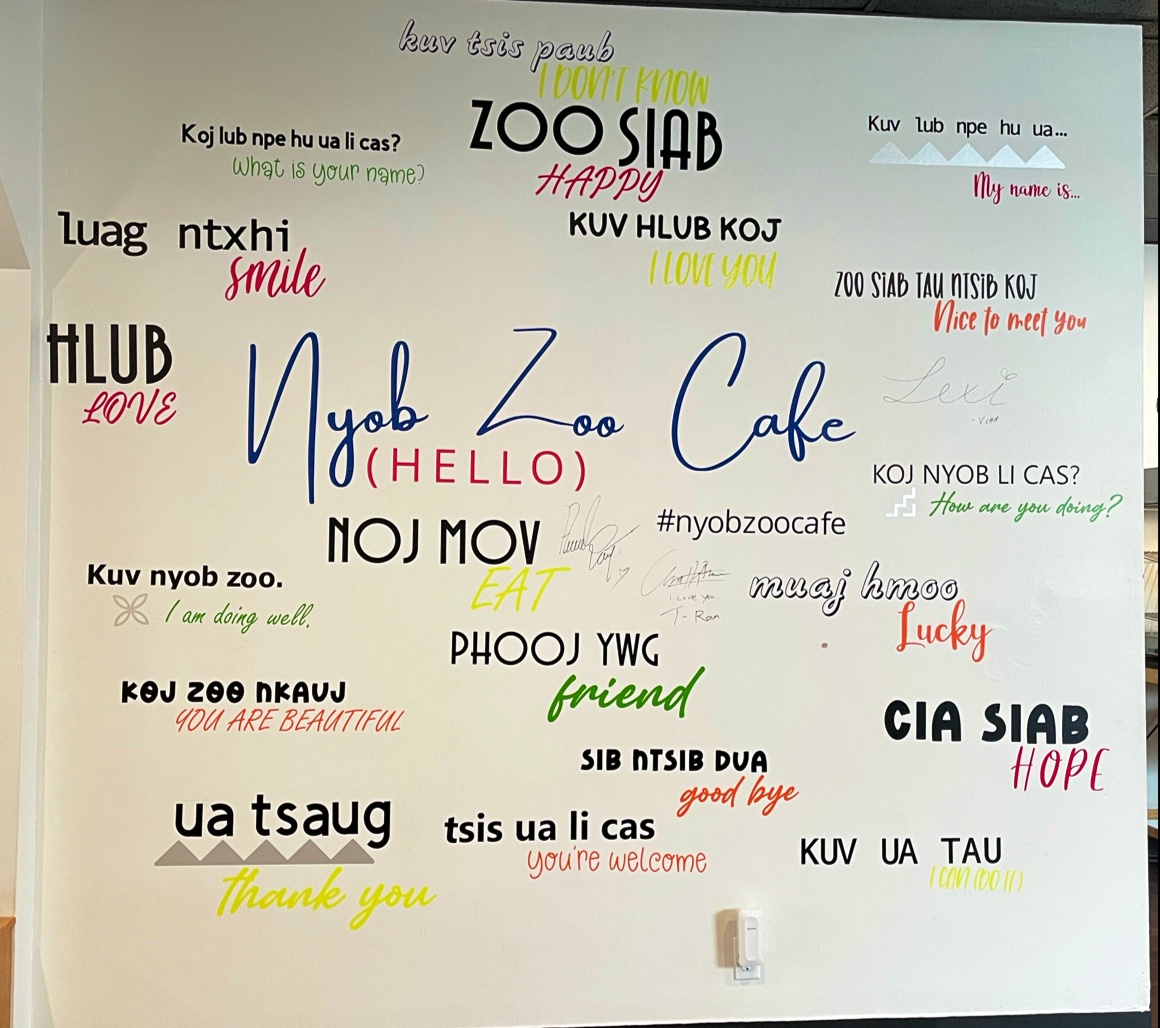 kuv tsis paub
I DON'T KNOW
ZOO SIAB
HAPPY
Koj lub npe hu ua li cas?
What is your name?
Kuv lub npe hu ua...
My name is...
luag ntxhi
smile
KUV HLUB KOJ
I LOVE YOU
ZOO SIAB TAU NTSIB KOJ
Nice to meet you
HLUB
LOVE
Nyob Zoo Cafe
(HELLO)
Lexi
- VCHA
KOJ NYOB LI CAS?
How are you doing?
NOJ MOV
EAT
#nyobzoocafe
Kuv nyob zoo.
I am doing well.
I Love you
T-Ran
muaj hmoo
Lucky
PHOOJ YWG
friend
KOJ ZOO NKAUJ
YOU ARE BEAUTIFUL
CIA SIAB
HOPE
SIB NTSIB DUA
good bye
ua tsaug
thank you
tsis ua li cas
you're welcome
KUV UA TAU
I CAN (DO IT)